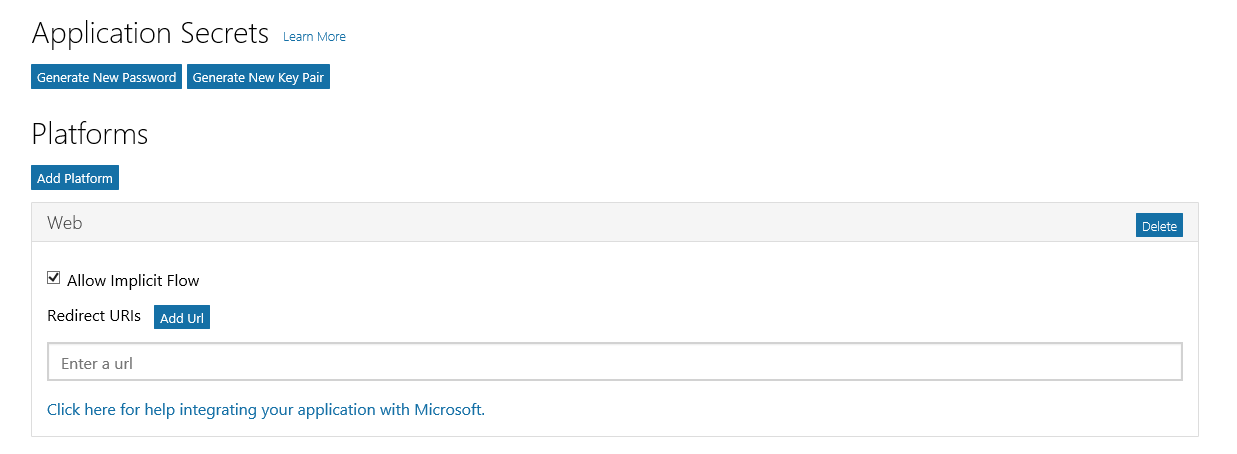 Application Secrets Learn More
Generate New Password Generate New Key Pair
Platforms
Add Platform
Web Delete
Allow Implicit Flow
Redirect URIs Add Url
Enter a url
Click here for help integrating your application with Microsoft.